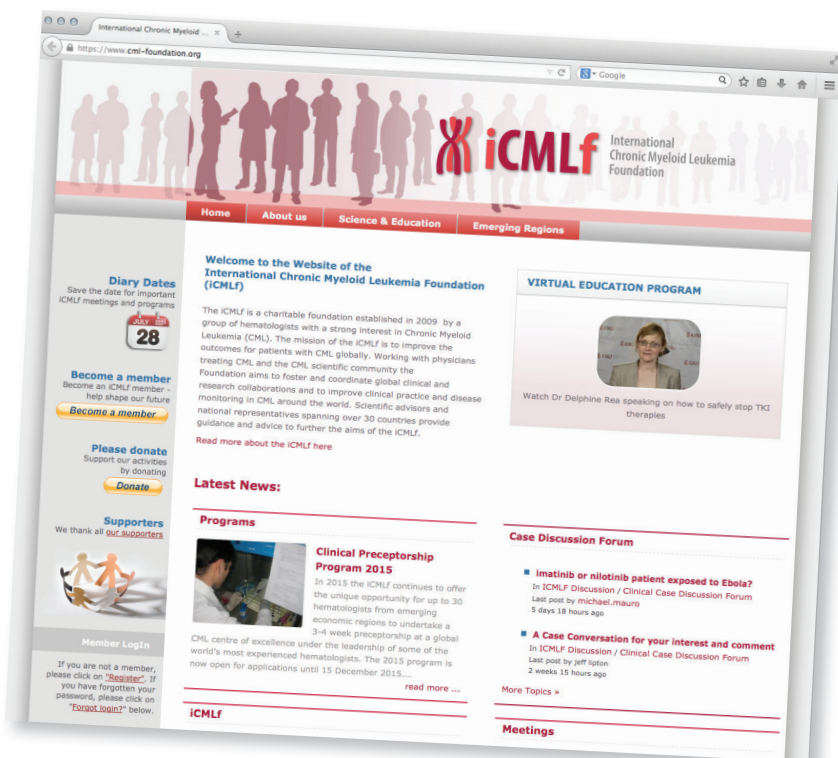 International Chronic Myeloid ...
https://www.cml-foundation.org
Google
iCMLf
International
Chronic Myeloid Leukemia
Foundation
Home
About us
Science & Education
Emerging Regions
Diary Dates
Save the date for important
iCMLf meetings and programs
JULY
28
Become a member
Become an iCMLf member -
help shape our future
Become a member
Please donate
Support our activities
by donating
Donate
Supporters
We thank all our supporters
Member LogIn
If you are not a member,
please click on "Register". If
you have forgotten your
password, please click on
"Forgot login?" below.
Welcome to the Website of the
International Chronic Myeloid Leukemia Foundation
(iCMLf)
The iCMLf is a charitable foundation established in 2009 by a
group of hematologists with a strong interest in Chronic Myeloid
Leukemia (CML). The mission of the iCMLf is to improve the
outcomes for patients with CML globally. Working with physicians
treating CML and the CML scientific community the
Foundation aims to foster and coordinate global clinical and
research collaborations and to improve clinical practice and disease
monitoring in CML around the world. Scientific advisors and
national representatives spanning over 30 countries provide
guidance and advice to further the aims of the iCMLf.
Read more about the iCMLf here
VIRTUAL EDUCATION PROGRAM
Watch Dr Delphine Rea speaking on how to safely stop TKI
therapies
Latest News:
Programs
Clinical Preceptorship
Program 2015
In 2015 the iCMLf continues to offer
the unique opportunity for up to 30
hematologists from emerging
economic regions to undertake a
3-4 week preceptorship at a global
CML centre of excellence under the leadership of some of the
world's most experienced hematologists. The 2015 program is
now open for applications until 15 December 2015....
read more ...
iCMLf
Case Discussion Forum
imatinib or nilotinib patient exposed to Ebola?
In ICMLF Discussion / Clinical Case Discussion Forum
Last post by michael.mauro
5 days 18 hours ago
A Case Conversation for your interest and comment
In ICMLF Discussion / Clinical Case Discussion Forum
Last post by jeff lipton
2 weeks 15 hours ago
More Topics »
Meetings